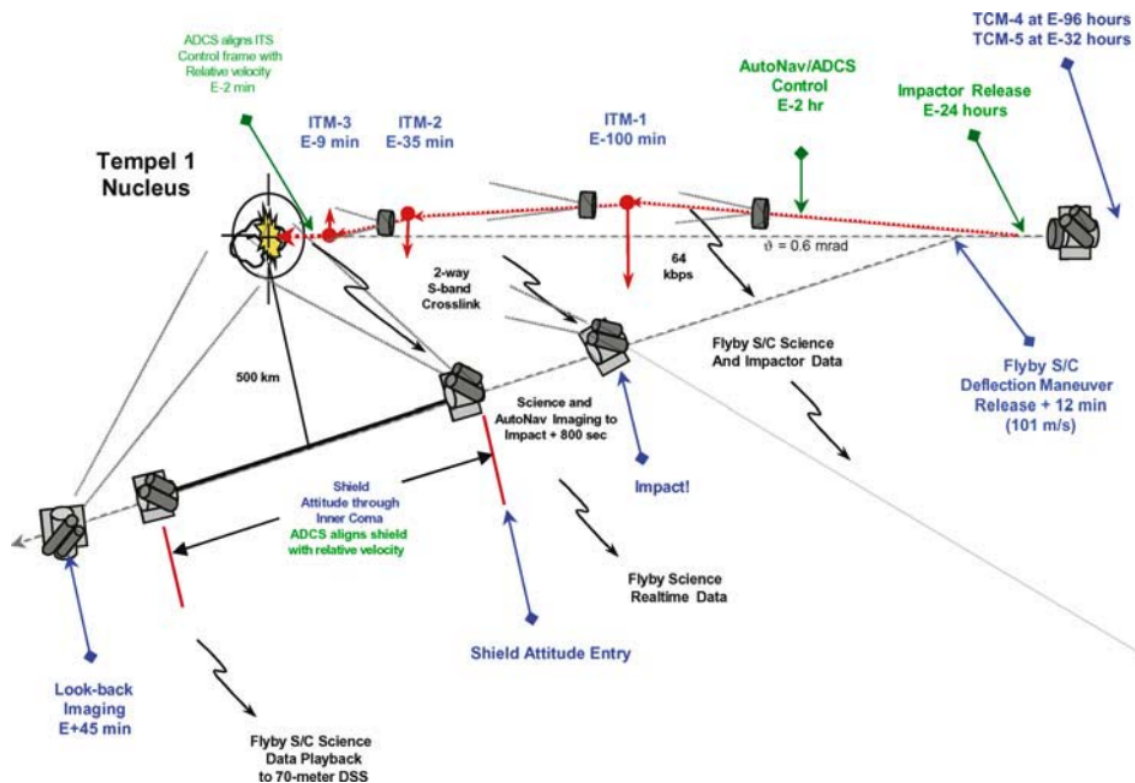 TCM-4 at E-96 hours
TCM-5 at E-32 hours
ADCS aligns ITS
Control frame with
Relative velocity
E-2 min
AutoNav/ADCS
Control
E-2 hr
Impactor Release
E-24 hours
ITM-3
E-9 min
ITM-2
E-35 min
ITM-1
E-100 min
Tempel 1
Nucleus
ϑ = 0.6 mrad
2-way
S-band
Crosslink
64
kbps
500 km
Flyby S/C Science
And Impactor Data
Flyby S/C
Deflection Maneuver
Release + 12 min
(101 m/s)
Science and
AutoNav Imaging to
Impact + 800 sec
Impact!
Shield
Attitude through
Inner Coma
ADCS aligns shield
with relative velocity
Flyby Science
Realtime Data
Shield Attitude Entry
Look-back
Imaging
E+45 min
Flyby S/C Science
Data Playback
to 70-meter DSS